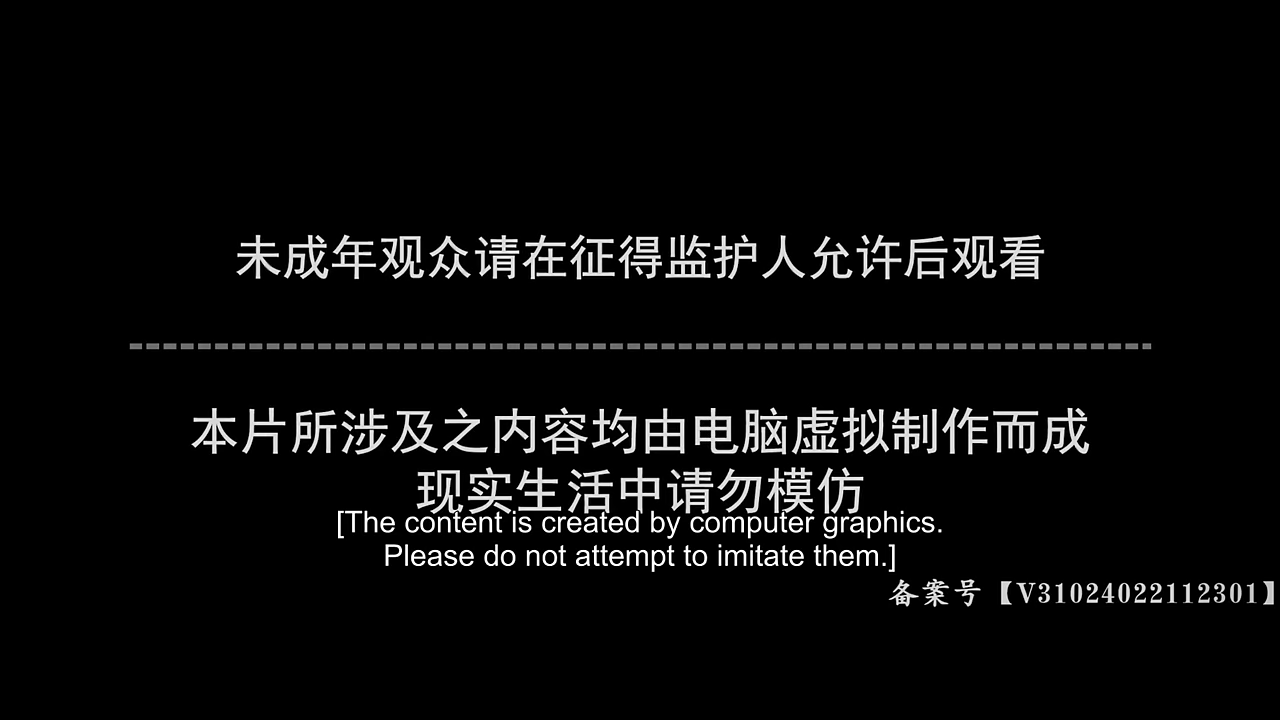 未成年观众请在征得监护人允许后观看
本片所涉及之内容均由电脑虚拟制作而成
现实生活中请勿模仿
[The content is created by computer graphics.
Please do not attempt to imitate them.]
备案号【V31024022112301】